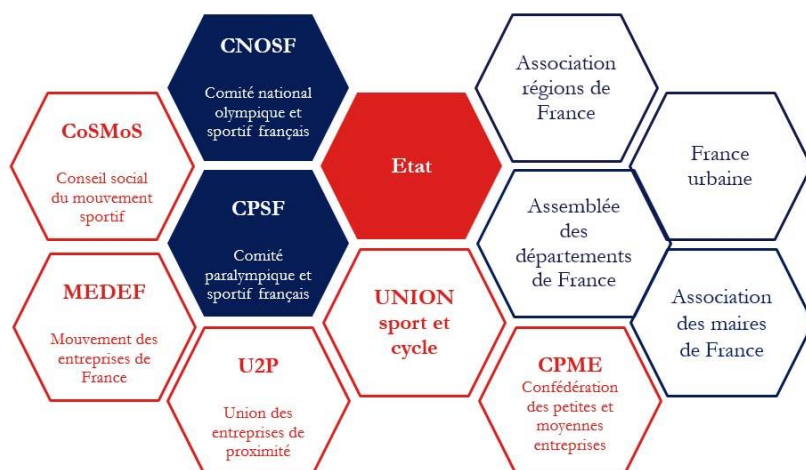 CNOSF
Comité national
olympique et
sportif français
CoSMoS
Conseil social
du mouvement
sportif
Etat
Association
régions de
France
France
urbaine
CPSF
Comité
paralympique et
sportif français
Assemblée
des
départements
de France
MEDEF
Mouvement des
entreprises de
France
UNION
sport et
cycle
Association
des maires
de France
U2P
Union des
entreprises de
proximité
CPME
Confédération
des petites et
moyennes
entreprises